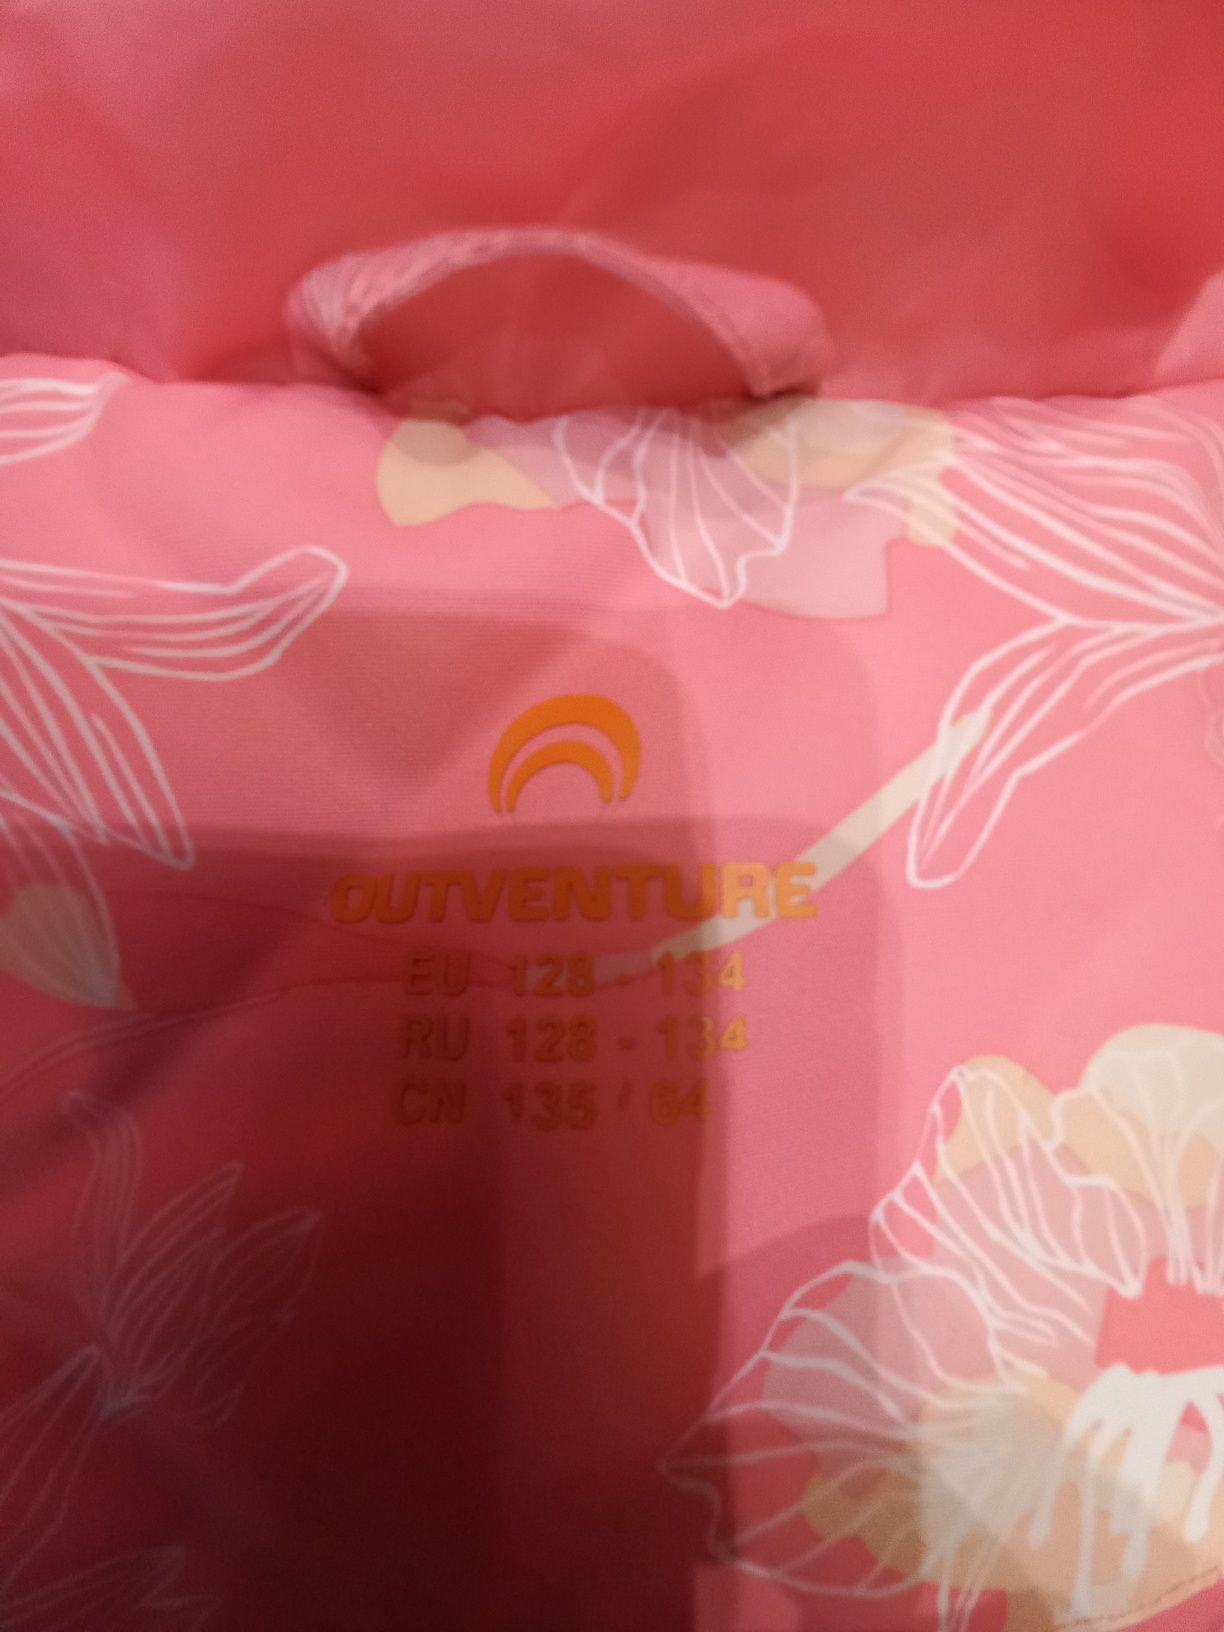 OUTVENTURE
EU 128 - 134
RU 128 - 134
CN 135 / 64